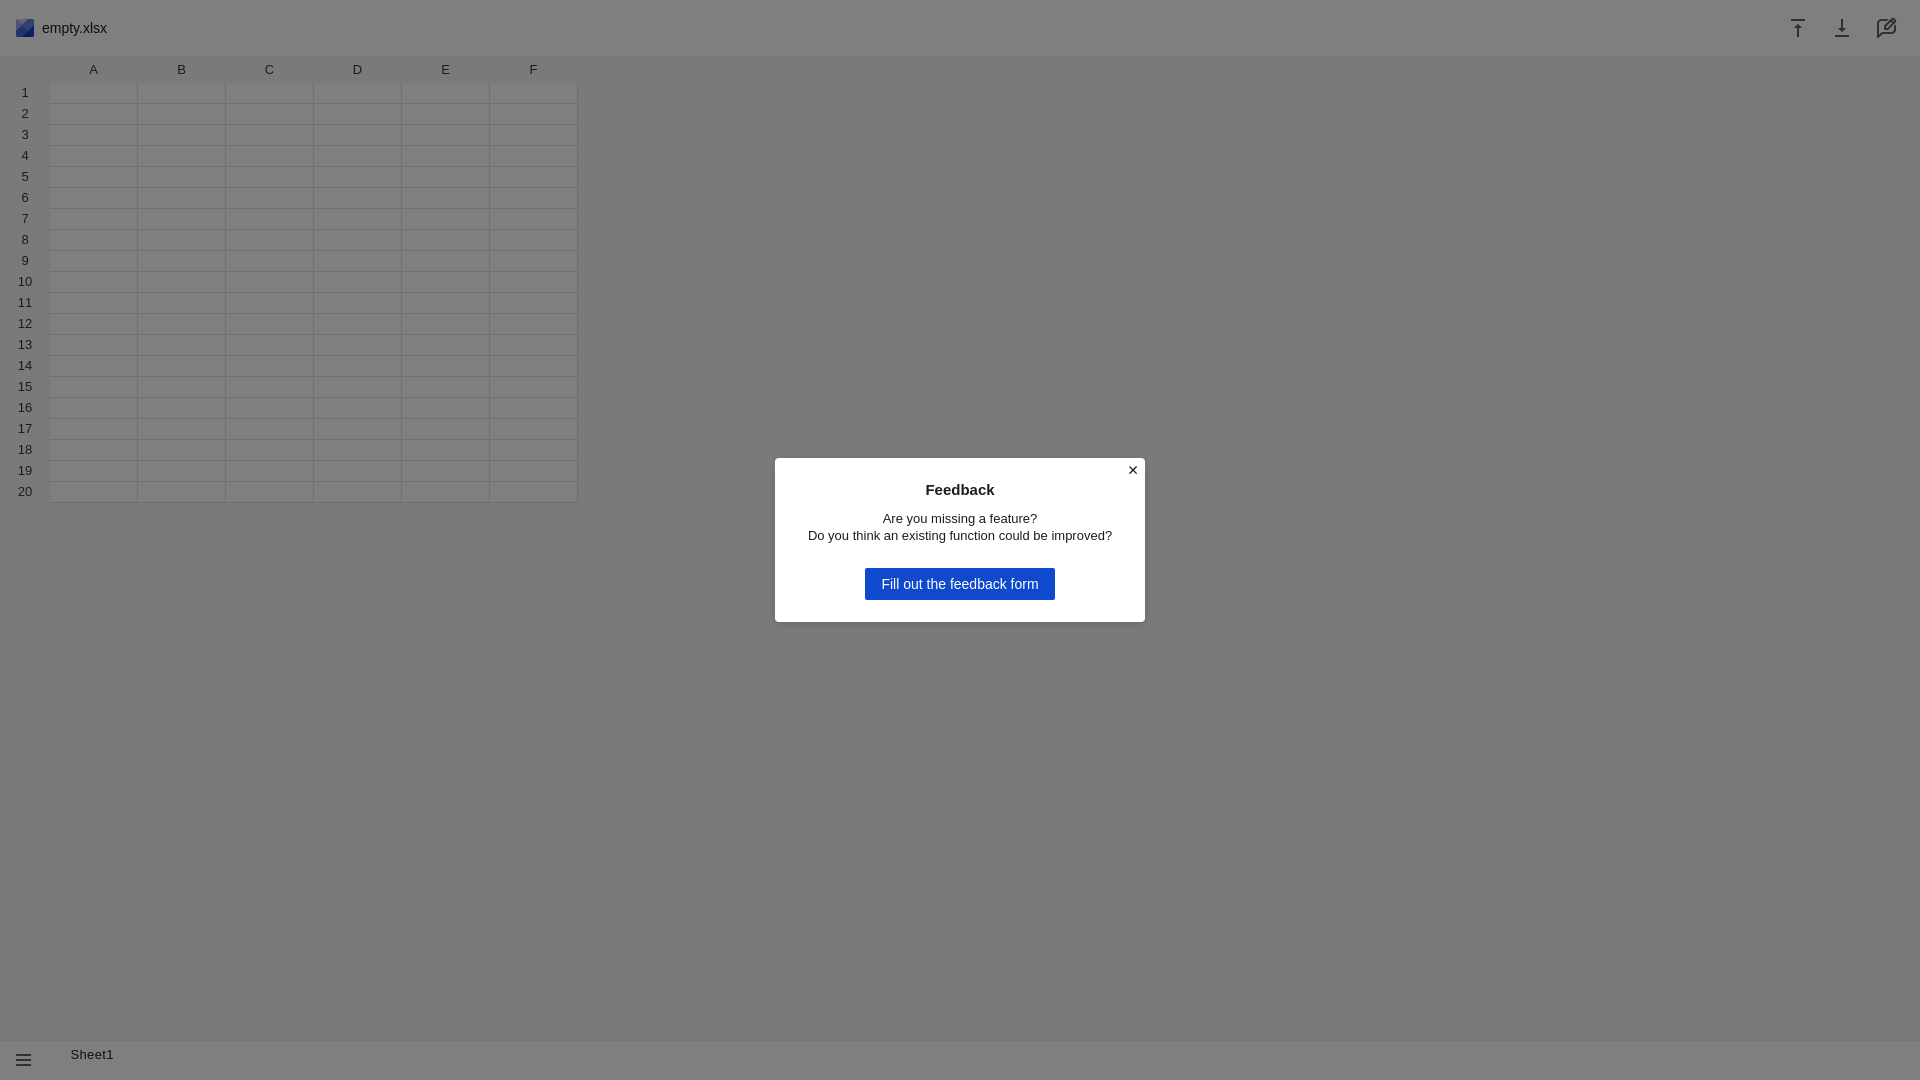 empty.xlsx
A B C D E F
1
2
3
4
5
6
7
8
9
10
11
12
13
14
15
16
17
18
19
20
Feedback
Are you missing a feature?
Do you think an existing function could be improved?
Fill out the feedback form
Sheet1